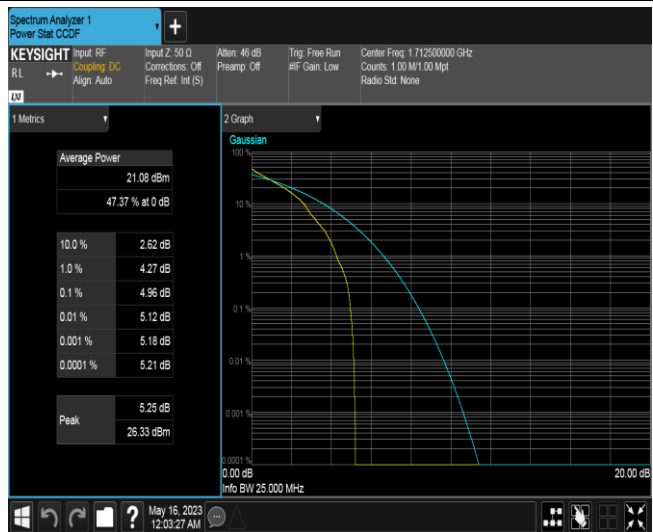 Spectrum Analyzer 1
Power Stat CCDF
+
KEYSIGHT
RL
LXI
Input: RF
Coupling: DC
Align: Auto
Input Z: 50 Ω
Corrections: Off
Freq Ref: Int (S)
Atten: 46 dB
Preamp: Off
Trig: Free Run
#IF Gain: Low
Center Freq: 1.712500000 GHz
Counts: 1.00 M/1.00 Mpt
Radio Std: None
1 Metrics
Average Power
21.08 dBm
47.37 % at 0 dB
10.0 % 2.62 dB
1.0 % 4.27 dB
0.1 % 4.96 dB
0.01 % 5.12 dB
0.001 % 5.18 dB
0.0001 % 5.21 dB
Peak
5.25 dB
26.33 dBm
2 Graph
Gaussian
100 %
10 %
1 %
0.1 %
0.01 %
0.001 %
0.0001 %
0.00 dB
20.00 dB
Info BW 25.000 MHz
?
May 16, 2023
12:03:27 AM